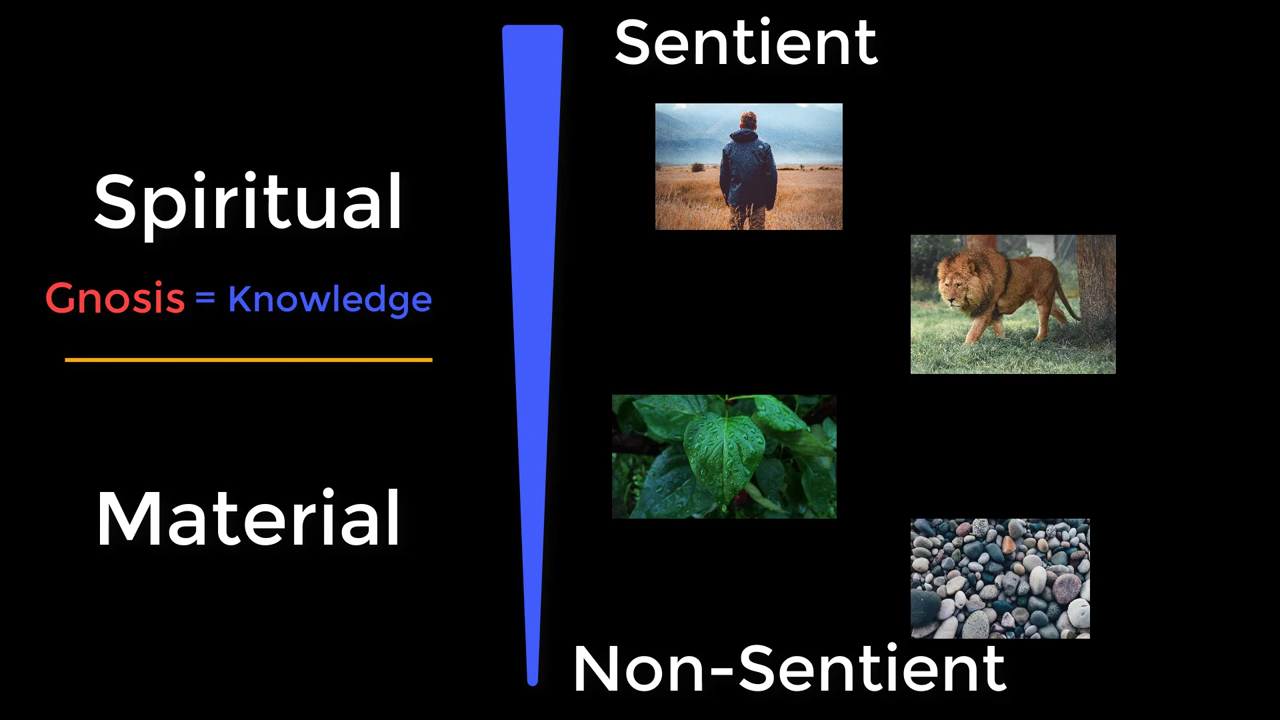 Sentient
Spiritual
Gnosis = Knowledge
Material
Non-Sentient